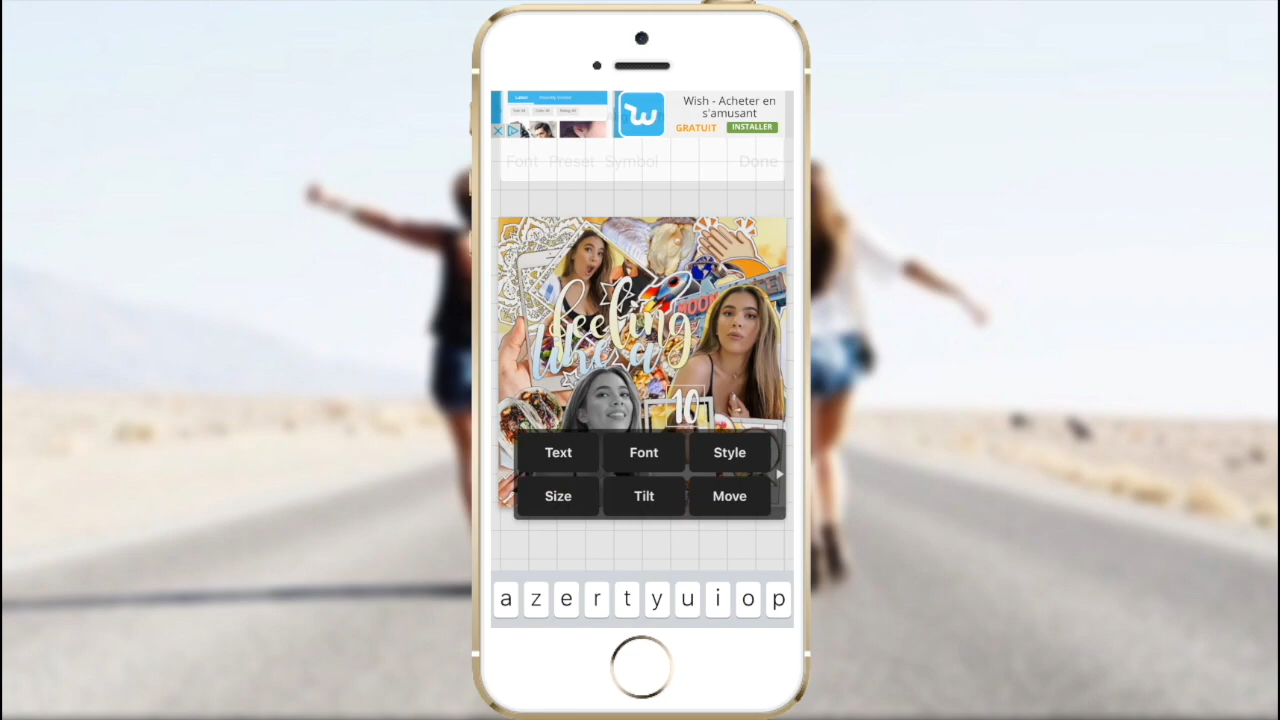 Wish - Acheter en
s'amusant
GRATUIT INSTALLER
Font Preset Symbol Done
feeling
like a
10
Text Font Style
Size Tilt Move
a z e r t y u i o p